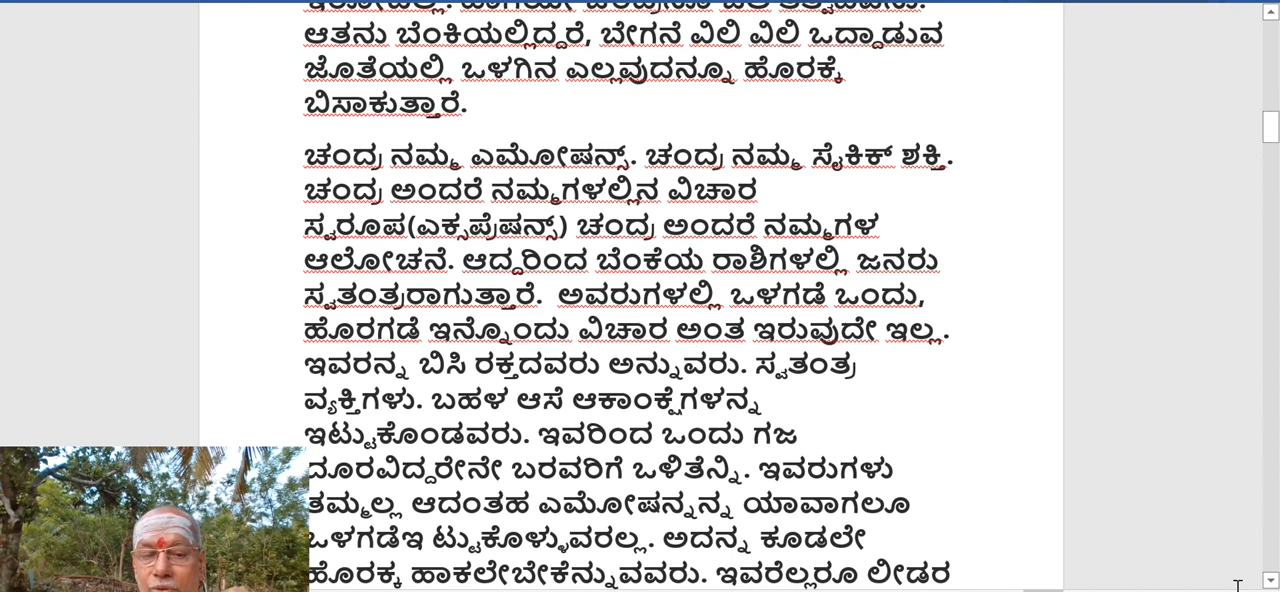 ಆತನು ಬೆಂಕಿಯಲ್ಲಿದ್ದರೆ, ಬೇಗನೆ ವಿಲಿ ವಿಲಿ ಒದ್ದಾಡುವ
ಜೊತೆಯಲ್ಲಿ ಒಳಗಿನ ಎಲ್ಲವುದನ್ನೂ ಹೊರಕ್ಕೆ
ಬಿಸಾಕುತ್ತಾರೆ.
ಚಂದ್ರ ನಮ್ಮ ಎಮೋಷನ್ಸ್. ಚಂದ್ರ ನಮ್ಮ ಸೈಕಿಕ್ ಶಕ್ತಿ.
ಚಂದ್ರ ಅಂದರೆ ನಮ್ಮಗಳಲ್ಲಿನ ವಿಚಾರ
ಸ್ವರೂಪ(ಎಕ್ಸಪ್ರೆಷನ್ಸ್) ಚಂದ್ರ ಅಂದರೆ ನಮ್ಮಗಳ
ಆಲೋಚನೆ. ಆದ್ದರಿಂದ ಬೆಂಕೆಯ ರಾಶಿಗಳಲ್ಲಿ ಜನರು
ಸ್ವತಂತ್ರರಾಗುತ್ತಾರೆ. ಅವರುಗಳಲ್ಲಿ ಒಳಗಡೆ ಒಂದು,
ಹೊರಗಡೆ ಇನ್ನೊಂದು ವಿಚಾರ ಅಂತ ಇರುವುದೇ ಇಲ್ಲ.
ಇವರನ್ನ ಬಿಸಿ ರಕ್ತದವರು ಅನ್ನುವರು. ಸ್ವತಂತ್ರ
ವ್ಯಕ್ತಿಗಳು. ಬಹಳ ಆಸೆ ಆಕಾಂಕ್ಷೆಗಳನ್ನ
ಇಟ್ಟುಕೊಂಡವರು. ಇವರಿಂದ ಒಂದು ಗಜ
ದೂರವಿದ್ದರೇನೇ ಬರವರಿಗೆ ಒಳಿತೆನ್ನಿ. ಇವರುಗಳು
ತಮ್ಮಲ್ಲ ಆದಂತಹ ಎಮೋಷನ್ನನ್ನ ಯಾವಾಗಲೂ
ಒಳಗಡೆಇ ಟ್ಟುಕೊಳ್ಳುವರಲ್ಲ. ಅದನ್ನ ಕೂಡಲೇ
ಹೊರಕ್ಕ ಹಾಕಲೇಬೇಕೆನ್ನುವವರು. ಇವರೆಲ್ಲರೂ ಲೀಡರ